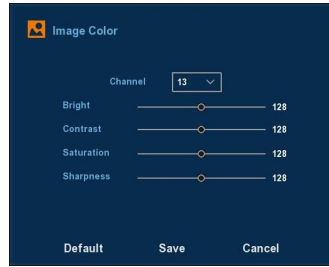 Image Color
Channel 13
Bright 128
Contrast 128
Saturation 128
Sharpness 128
Default Save Cancel